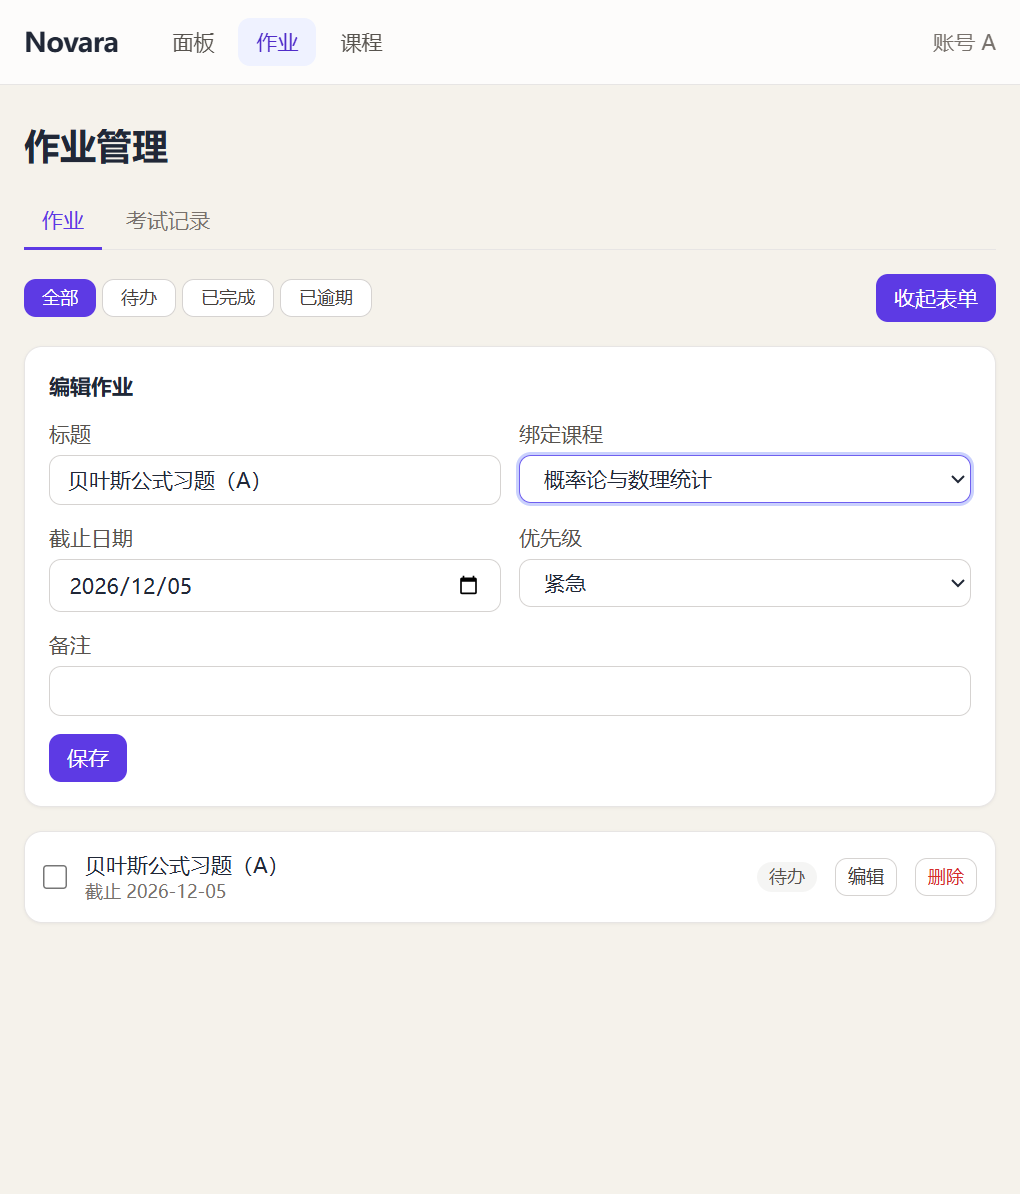 Novara 面板 作业 课程 账号 A
作业管理
作业 考试记录
全部 待办 已完成 已逾期 收起表单
编辑作业
标题 绑定课程
贝叶斯公式习题（A） 概率论与数理统计
截止日期 优先级
2026/12/05 紧急
备注
保存
贝叶斯公式习题（A）
截止 2026-12-05
待办 编辑 删除